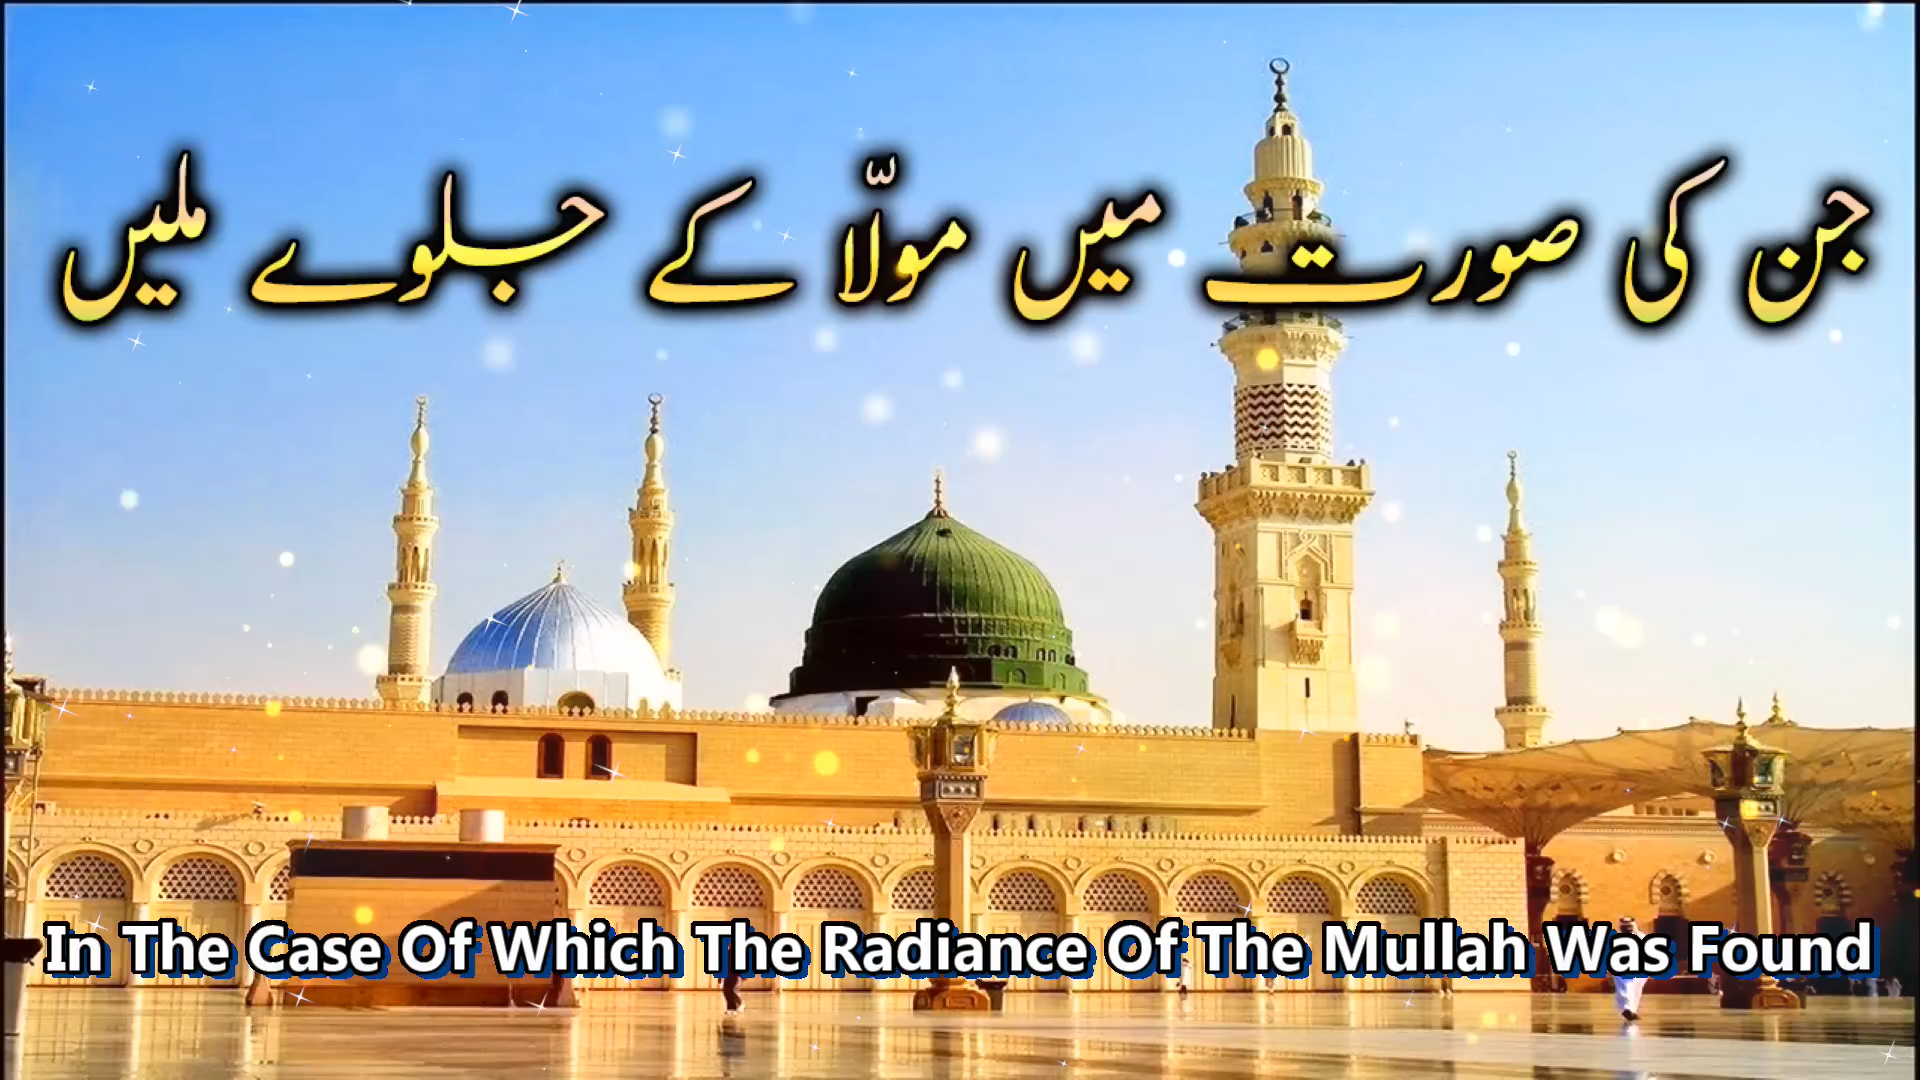 جن کی صورت میں مولّا کے جلوے ملیں
In The Case Of Which The Radiance Of The Mullah Was Found